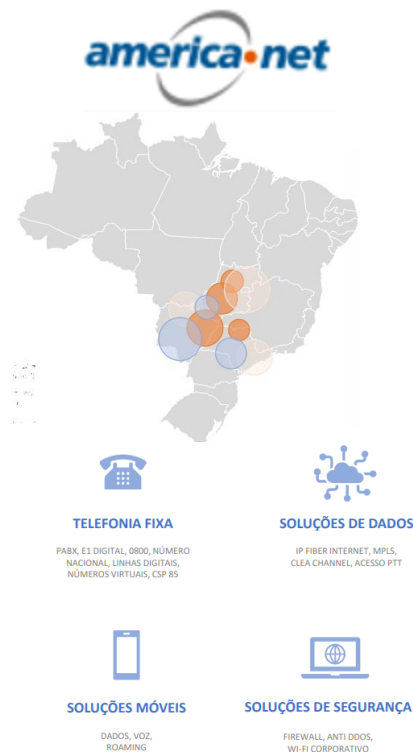 america.net
TELEFONIA FIXA
PABX, E1 DIGITAL, 0800, NÚMERO
NACIONAL, LINHAS DIGITAIS,
NÚMEROS VIRTUAIS, CSP 85
SOLUÇÕES DE DADOS
IP FIBER INTERNET, MPLS,
CLEA CHANNEL, ACESSO PTT
SOLUÇÕES MÓVEIS
DADOS, VOZ,
ROAMING
SOLUÇÕES DE SEGURANÇA
FIREWALL, ANTI DDOS,
WI-FI CORPORATIVO